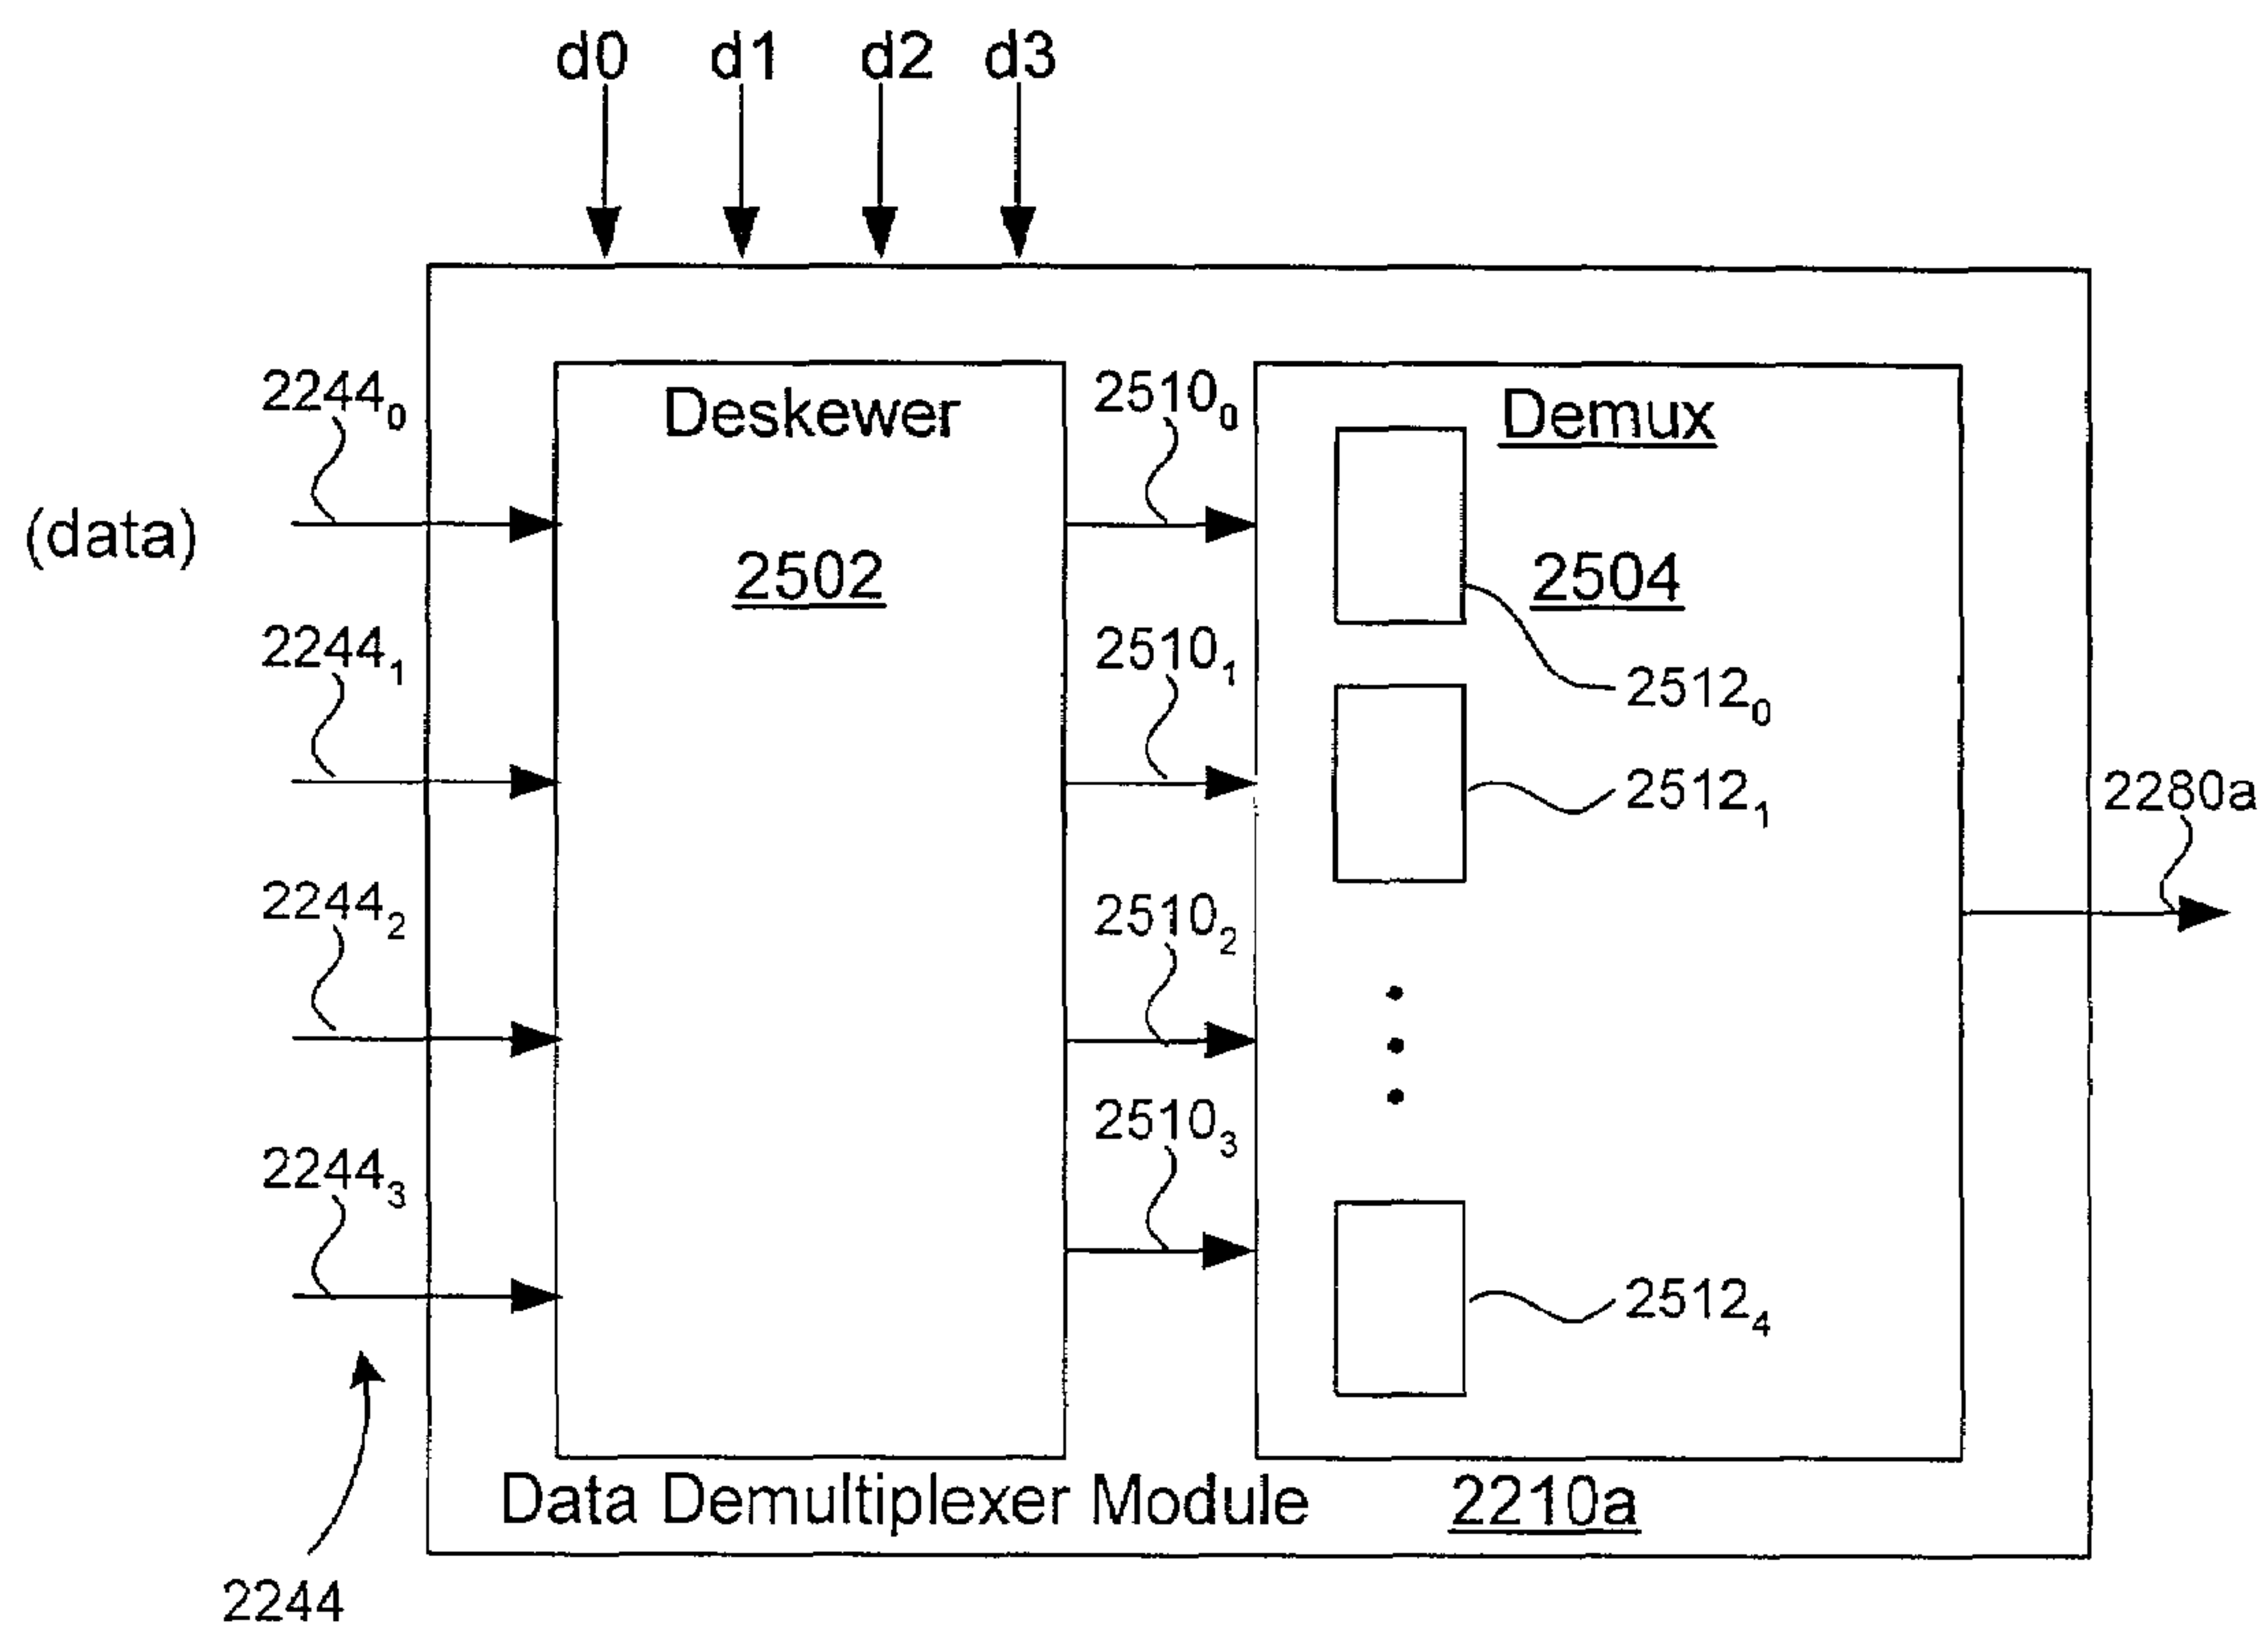 d0 d1 d2 d3
2244₀
Deskewer
2510₀
Demux
(data)
2502
2504
2244₁
2510₁
2512₀
2512₁
2280a
2244₂
2510₂
2510₃
2244₃
2512₄
Data Demultiplexer Module 2210a
2244